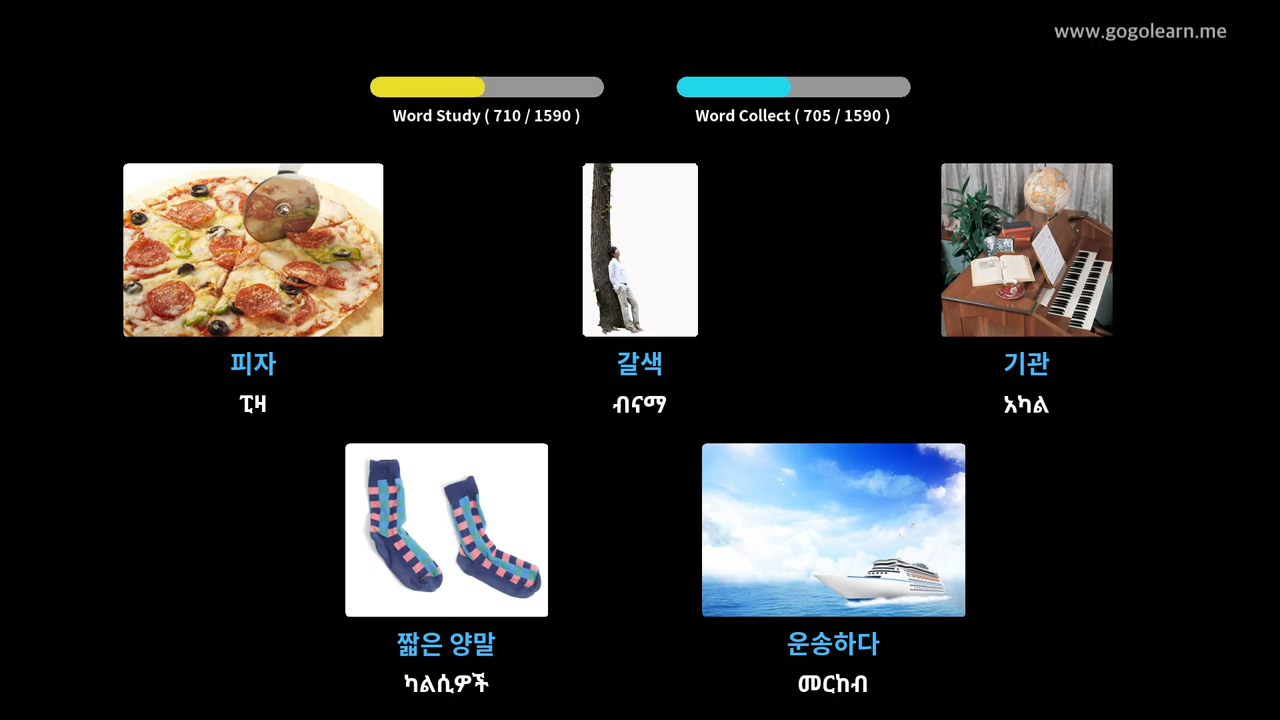 www.gogolearn.me
Word Study ( 710 / 1590 )
Word Collect ( 705 / 1590 )
피자
갈색
기관
ፒዛ
ብናማ
አካል
짧은 양말
운송하다
ካልሲዎች
መርከብ